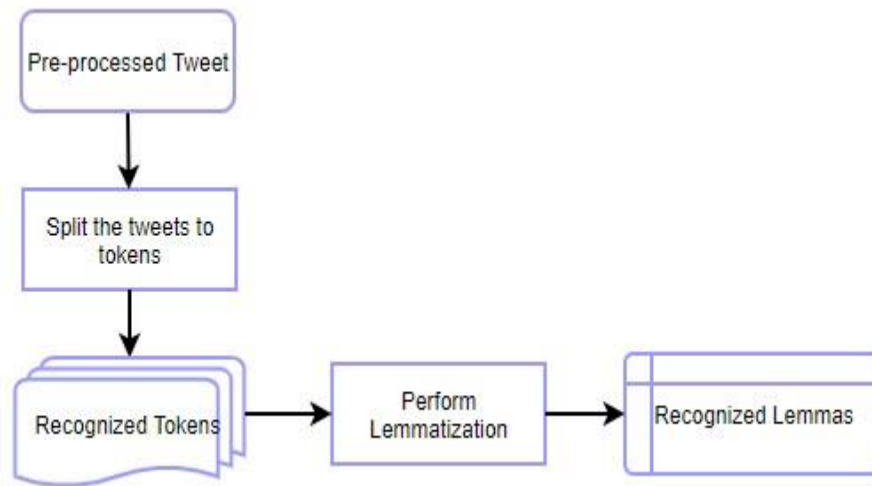 Pre-processed Tweet
Split the tweets to
tokens
Recognized Tokens
Perform
Lemmatization
Recognized Lemmas